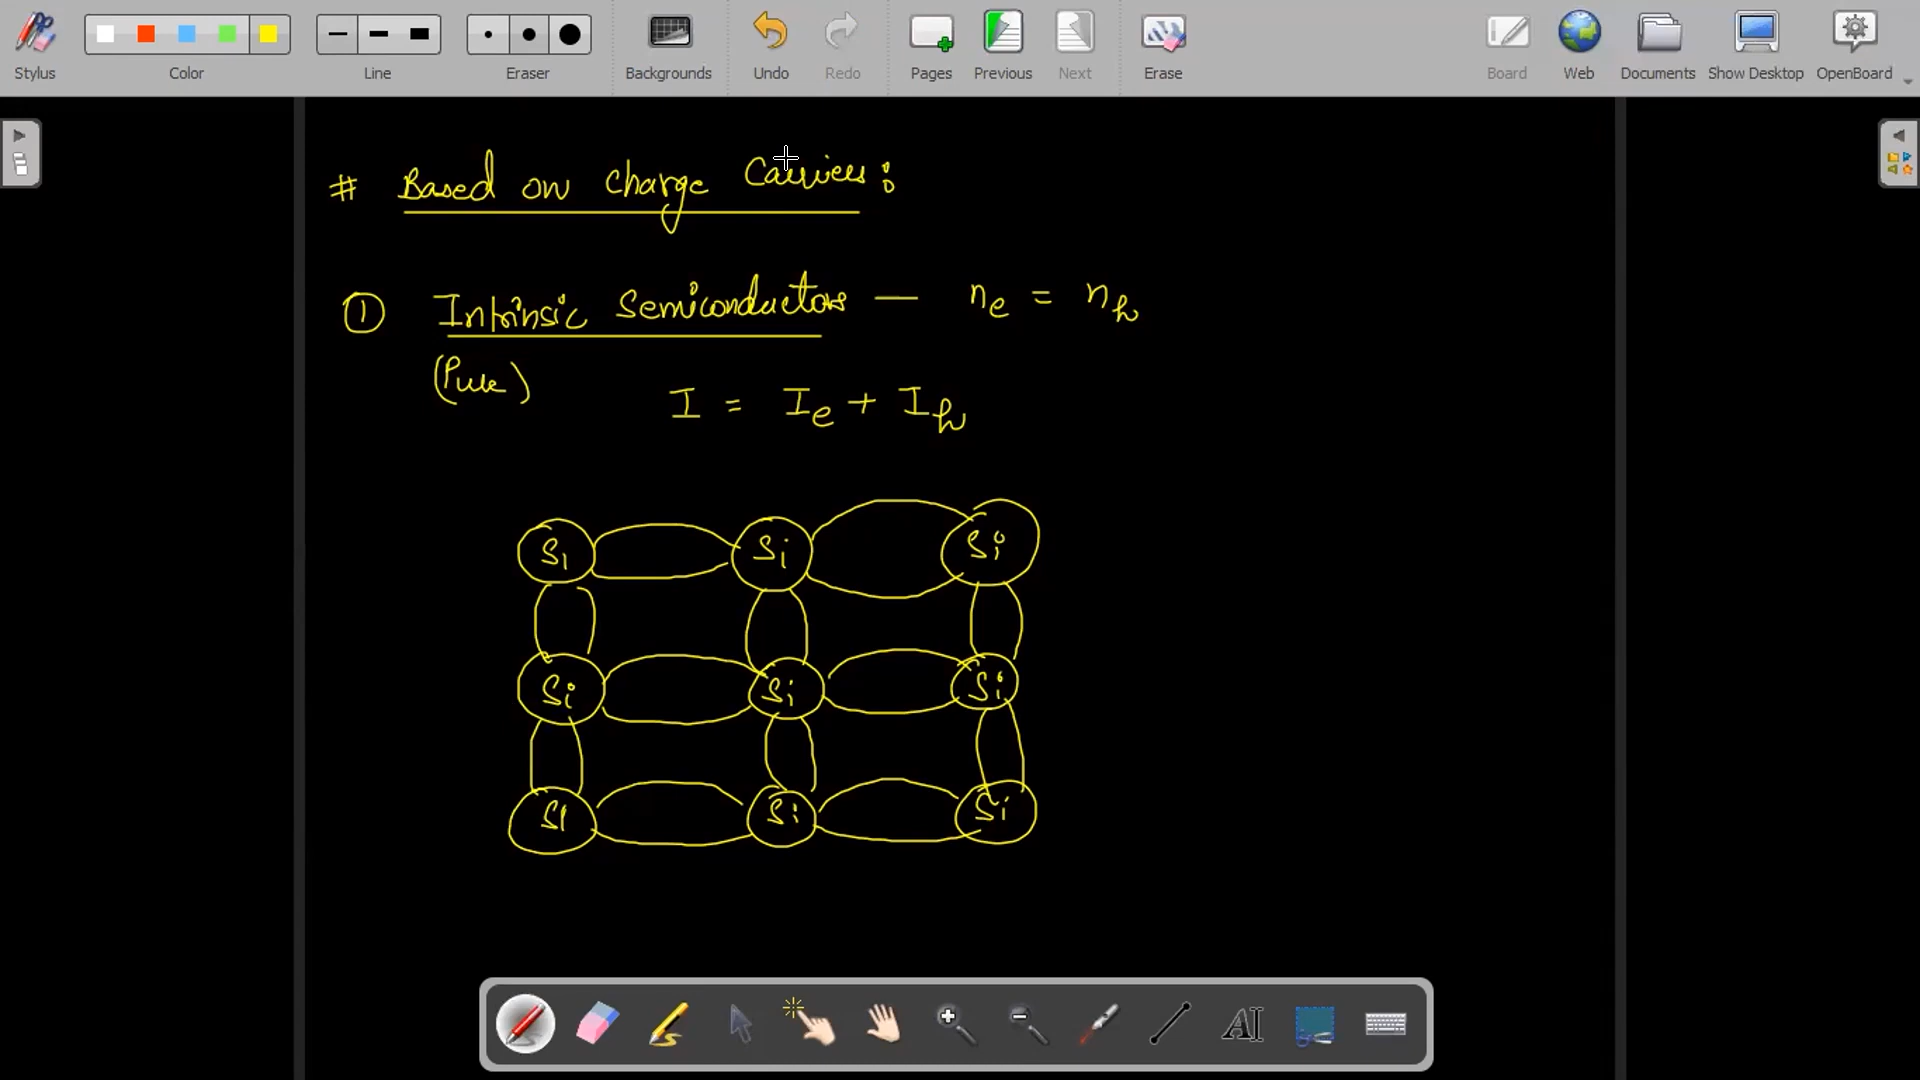 Stylus Color Line Eraser Backgrounds Undo Redo Pages Previous Next Erase Board Web Documents Show Desktop OpenBoard
# Based on Charge Carriers :
① Intrinsic Semiconductors — nₑ = nₕ
(Pure)
I = Iₑ + Iₕ
Si Si Si
Si Si Si
Si Si Si
AI